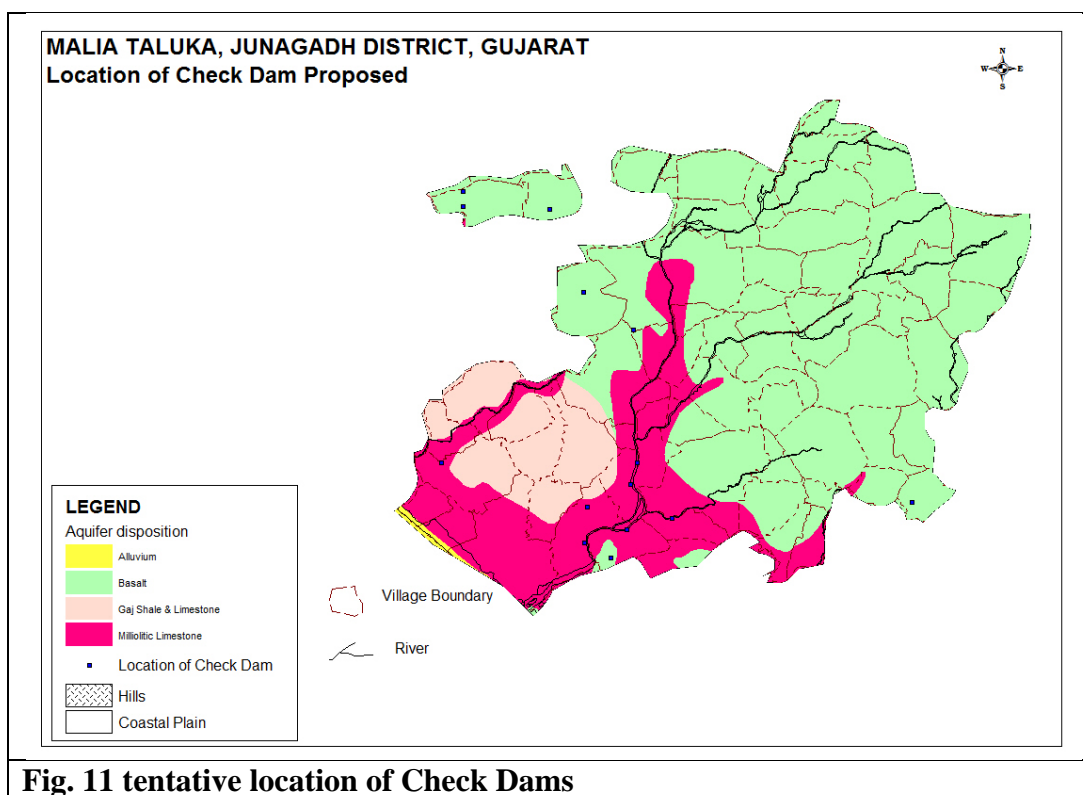 MALIA TALUKA, JUNAGADH DISTRICT, GUJARAT
Location of Check Dam Proposed
N
W E
S
LEGEND
Aquifer disposition
Alluvium
Basalt
Gaj Shale & Limestone
Milliolitic Limestone
Location of Check Dam
Hills
Coastal Plain
Village Boundary
River
Fig. 11 tentative location of Check Dams